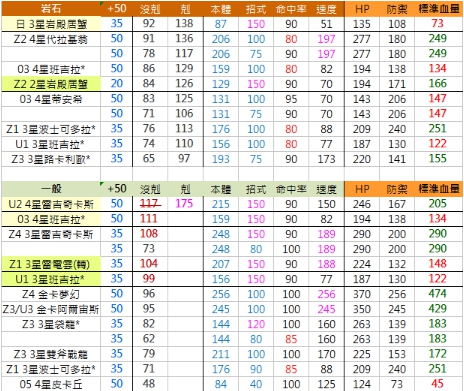 岩石 +50 沒剋 剋 本體 招式 命中率 速度 HP 防禦 標準血量
日 3星岩殿居蟹 35 92 138 87 150 90 51 135 108 73
Z2 4星代拉基翁 50 91 136 206 100 80 197 277 180 249
50 78 117 206 75 90 197 277 180 249
O3 4星班吉拉* 50 86 129 159 100 80 82 194 138 134
Z2 2星岩殿居蟹 20 84 126 129 150 90 70 194 171 166
O3 4星蒂安希 50 83 125 131 100 95 70 143 206 147
50 71 106 131 75 90 70 143 206 147
Z1 3星波士可多拉* 35 76 113 176 100 80 88 209 240 251
U1 3星班吉拉* 35 74 110 156 100 80 77 187 130 122
Z3 3星路卡利歐* 35 65 97 193 75 90 173 220 141 155
一般 +50 沒剋 剋 本體 招式 命中率 速度 HP 防禦 標準血量
U2 4星雷吉奇卡斯 50 117 175 215 150 90 150 246 167 205
O3 4星班吉拉* 50 111 159 150 90 82 194 138 134
Z4 3星雷吉奇卡斯 35 108 248 150 90 189 290 200 290
35 73 248 80 100 189 290 200 290
Z1 3星雷電雲(轉) 35 104 207 150 90 188 224 132 148
U1 3星班吉拉* 35 99 156 150 90 77 187 130 122
Z4 金卡夢幻 50 96 256 100 100 256 370 256 474
Z3/U3 金卡阿爾宙斯 50 95 245 100 100 245 350 245 429
Z3 3星袋龍* 35 82 144 120 100 160 263 139 183
35 62 144 80 85 160 263 139 183
Z3 3星雙斧戰龍 35 79 211 100 100 170 225 153 172
Z1 3星波士可多拉* 35 71 176 90 85 88 209 240 251
O5 4星皮卡丘 50 48 84 40 100 125 124 73 45